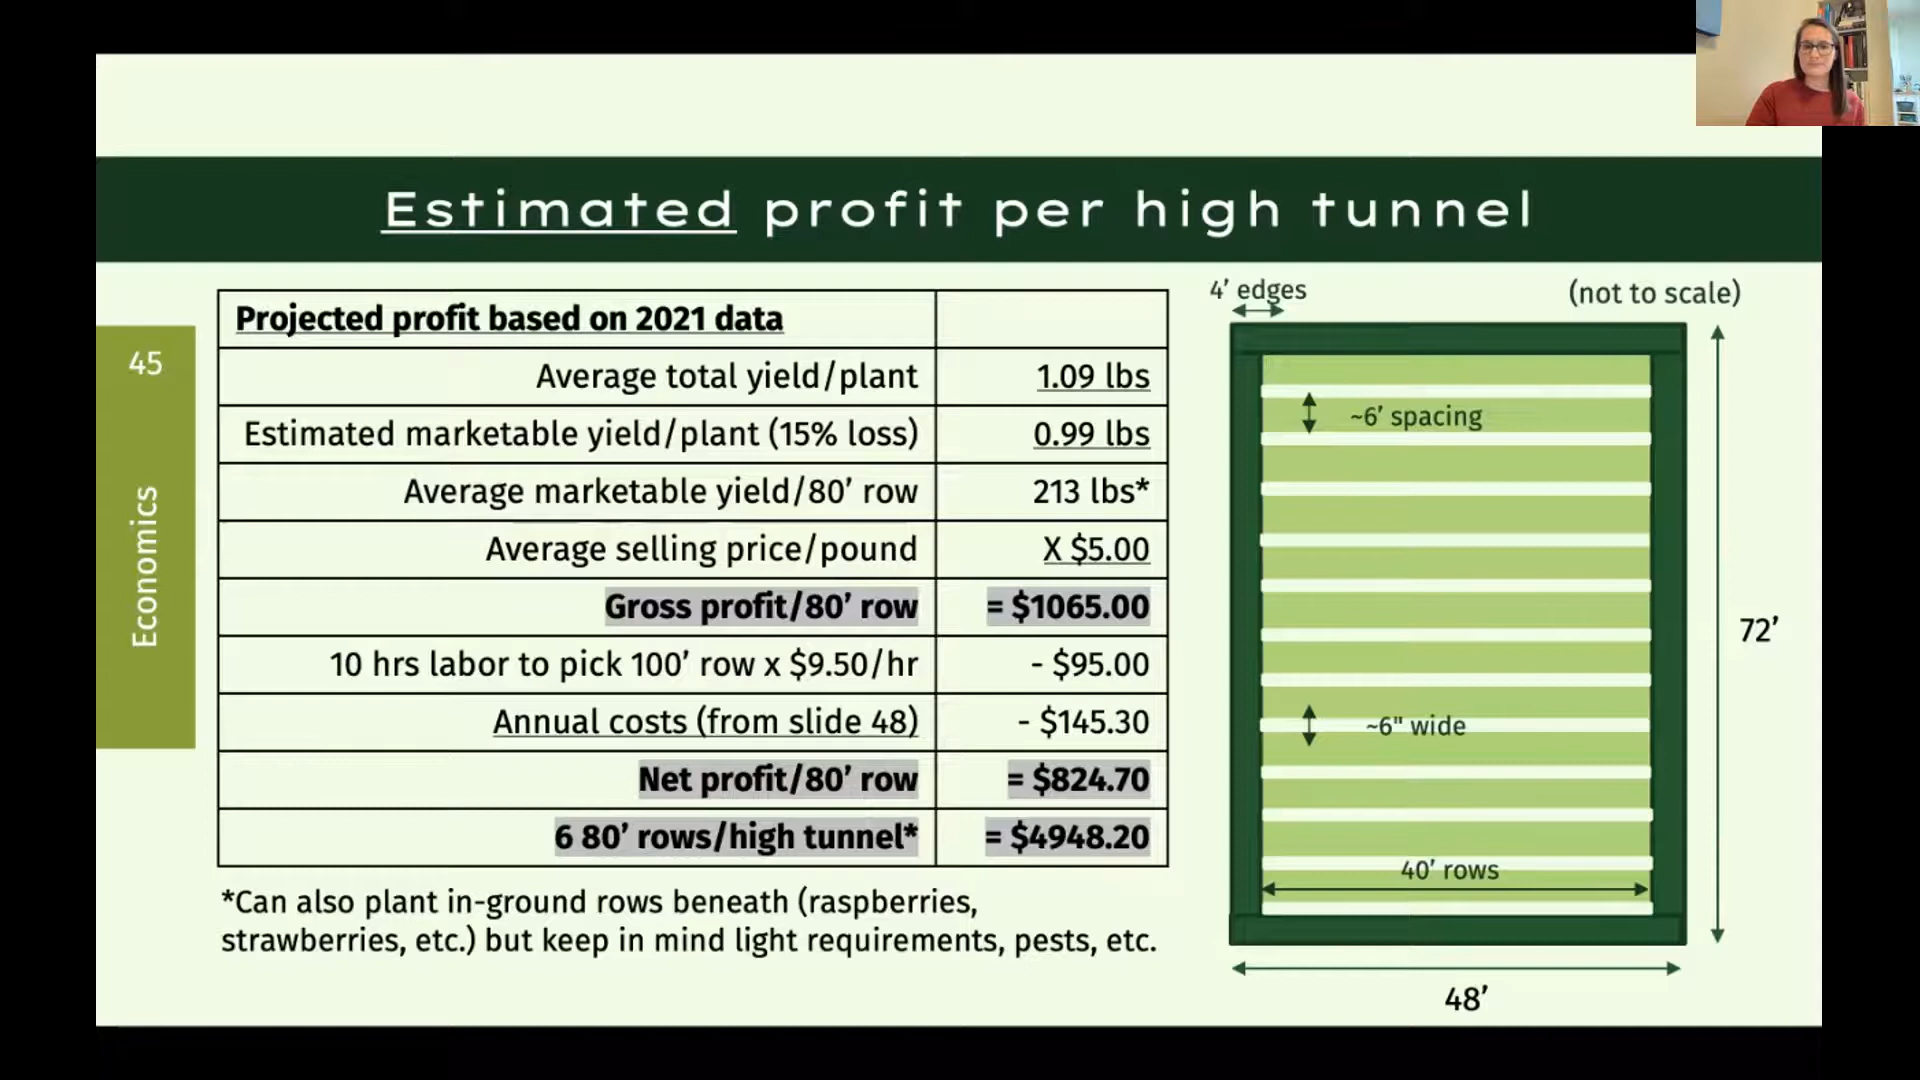 Estimated profit per high tunnel
45
Economics
Projected profit based on 2021 data
Average total yield/plant 1.09 lbs
Estimated marketable yield/plant (15% loss) 0.99 lbs
Average marketable yield/80’ row 213 lbs*
Average selling price/pound X $5.00
Gross profit/80’ row = $1065.00
10 hrs labor to pick 100’ row x $9.50/hr - $95.00
Annual costs (from slide 48) - $145.30
Net profit/80’ row = $824.70
6 80’ rows/high tunnel* = $4948.20
*Can also plant in-ground rows beneath (raspberries,
strawberries, etc.) but keep in mind light requirements, pests, etc.
4’ edges
(not to scale)
~6’ spacing
72’
~6" wide
40’ rows
48’